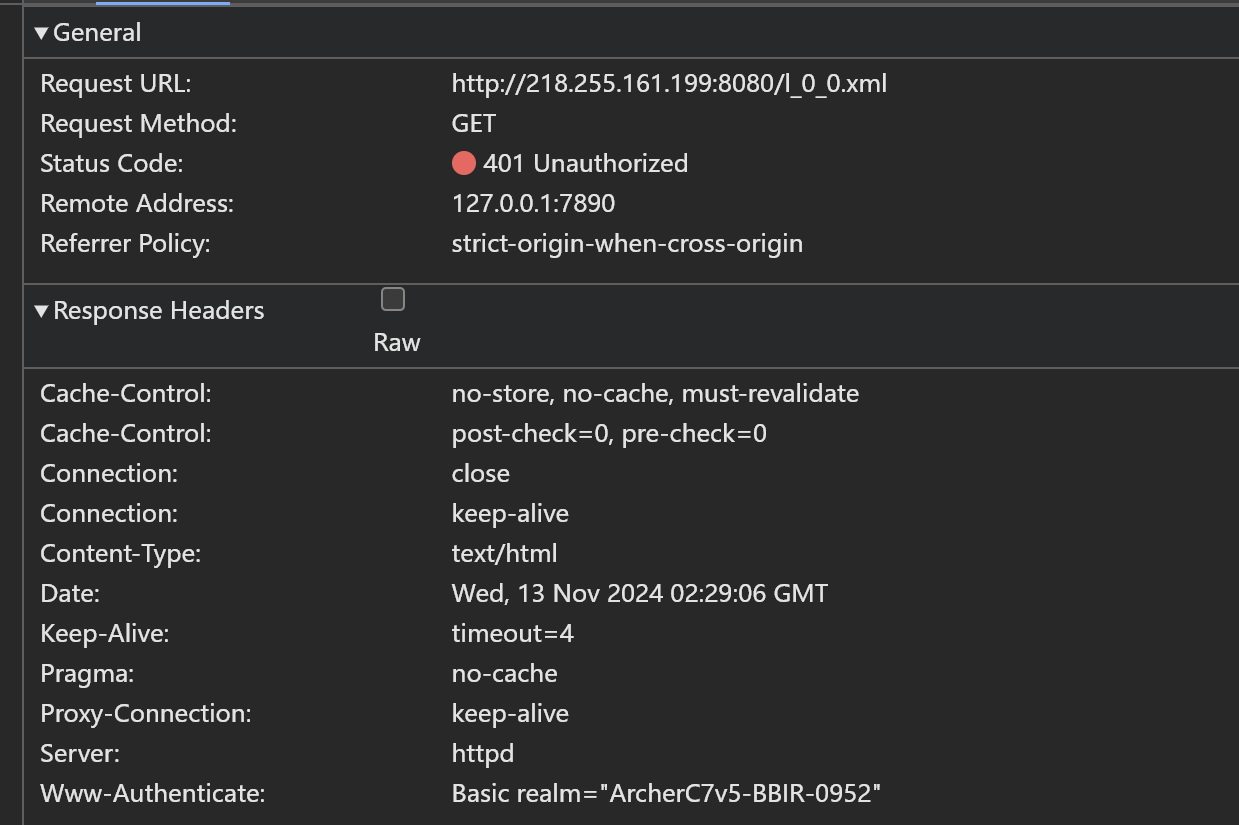 General
Request URL: http://218.255.161.199:8080/l_0_0.xml
Request Method: GET
Status Code: 401 Unauthorized
Remote Address: 127.0.0.1:7890
Referrer Policy: strict-origin-when-cross-origin
Response Headers
Raw
Cache-Control: no-store, no-cache, must-revalidate
Cache-Control: post-check=0, pre-check=0
Connection: close
Connection: keep-alive
Content-Type: text/html
Date: Wed, 13 Nov 2024 02:29:06 GMT
Keep-Alive: timeout=4
Pragma: no-cache
Proxy-Connection: keep-alive
Server: httpd
Www-Authenticate: Basic realm="ArcherC7v5-BBIR-0952"